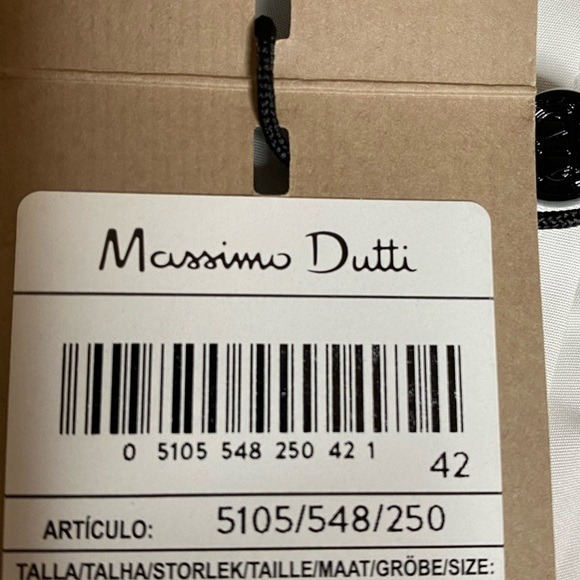 Massimo Dutti
0 5105 548 250 42 1
42
ARTÍCULO: 5105/548/250
TALLA/TALHA/STORLEK/TAILLE/MAAT/GRÖBE/SIZE: